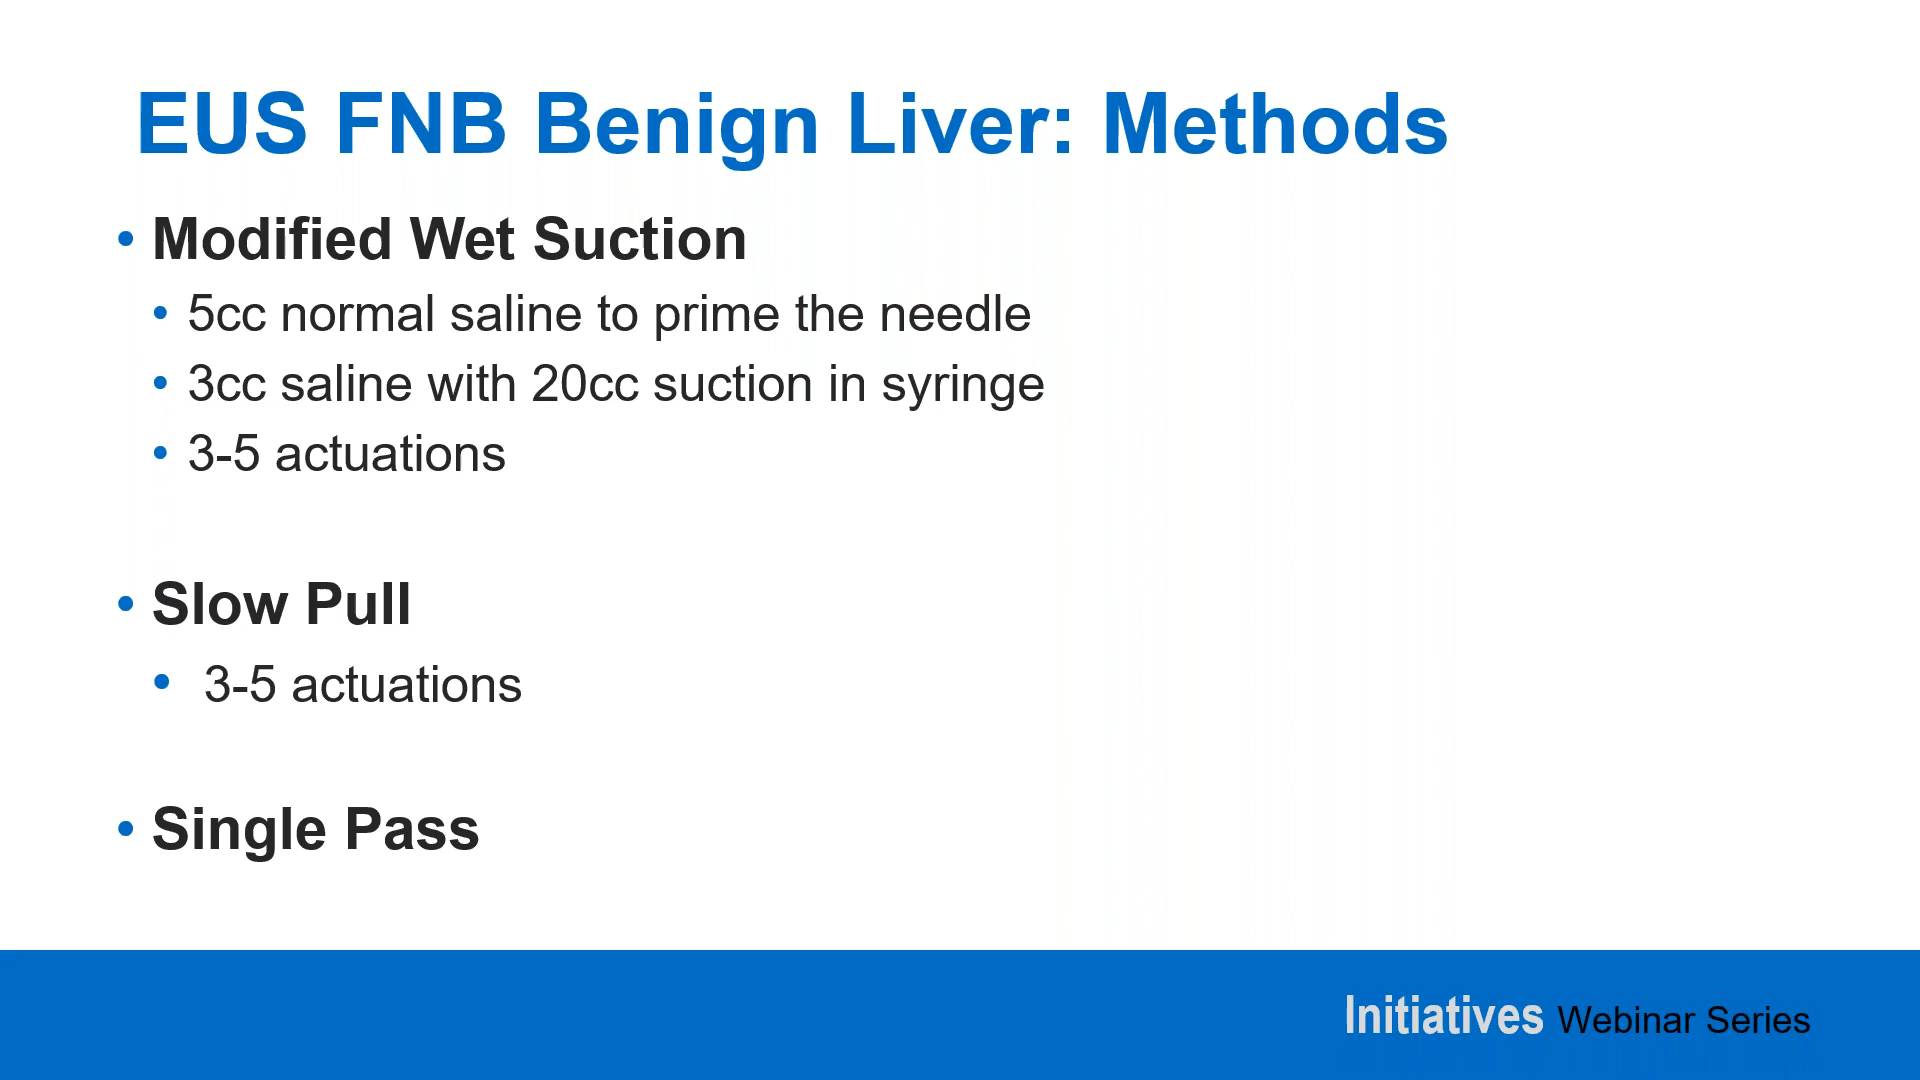 EUS FNB Benign Liver: Methods
• Modified Wet Suction
• 5cc normal saline to prime the needle
• 3cc saline with 20cc suction in syringe
• 3-5 actuations
• Slow Pull
• 3-5 actuations
• Single Pass
Initiatives Webinar Series